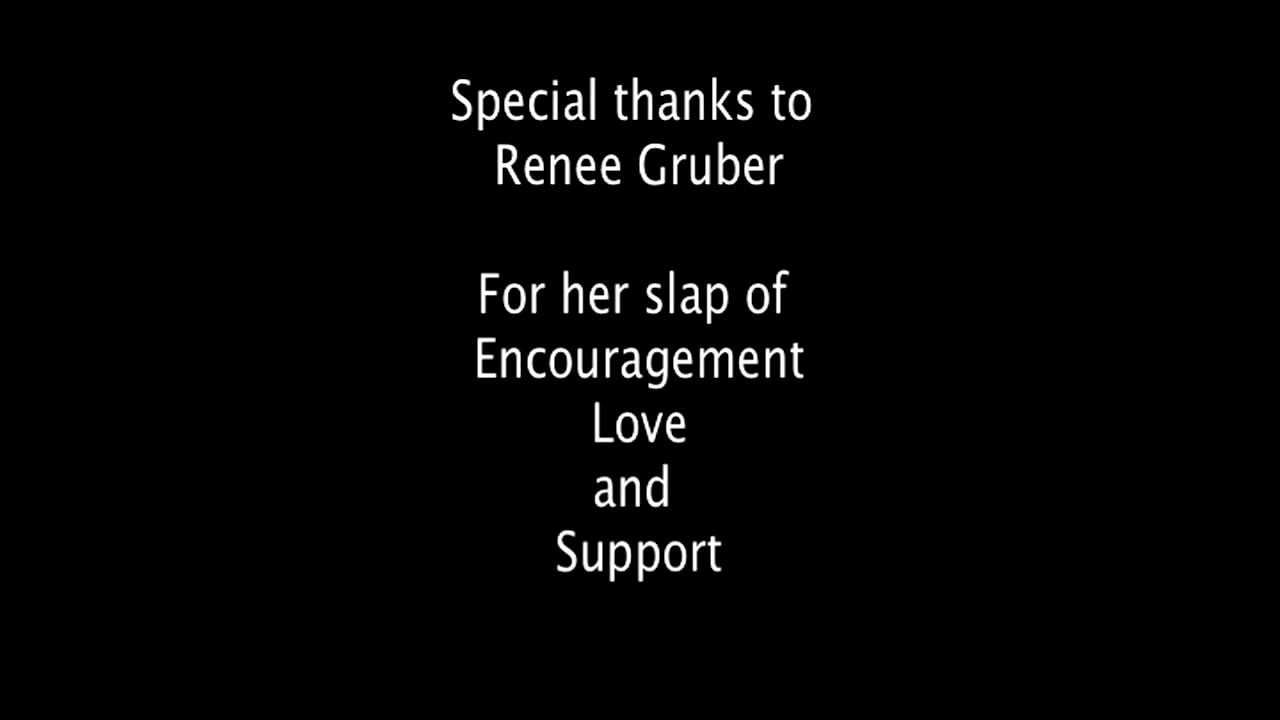 Special thanks to
Renee Gruber
For her slap of
Encouragement
Love
and
Support